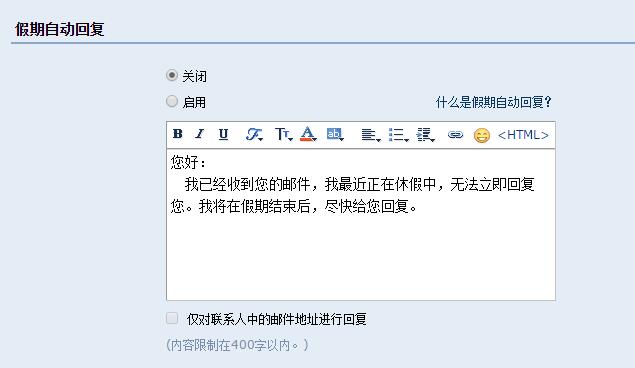 假期自动回复
关闭
启用 什么是假期自动回复?
B I U <HTML>
您好:
我已经收到您的邮件，我最近正在休假中，无法立即回复
您。我将在假期结束后，尽快给您回复。
仅对联系人中的邮件地址进行回复
(内容限制在400字以内。)